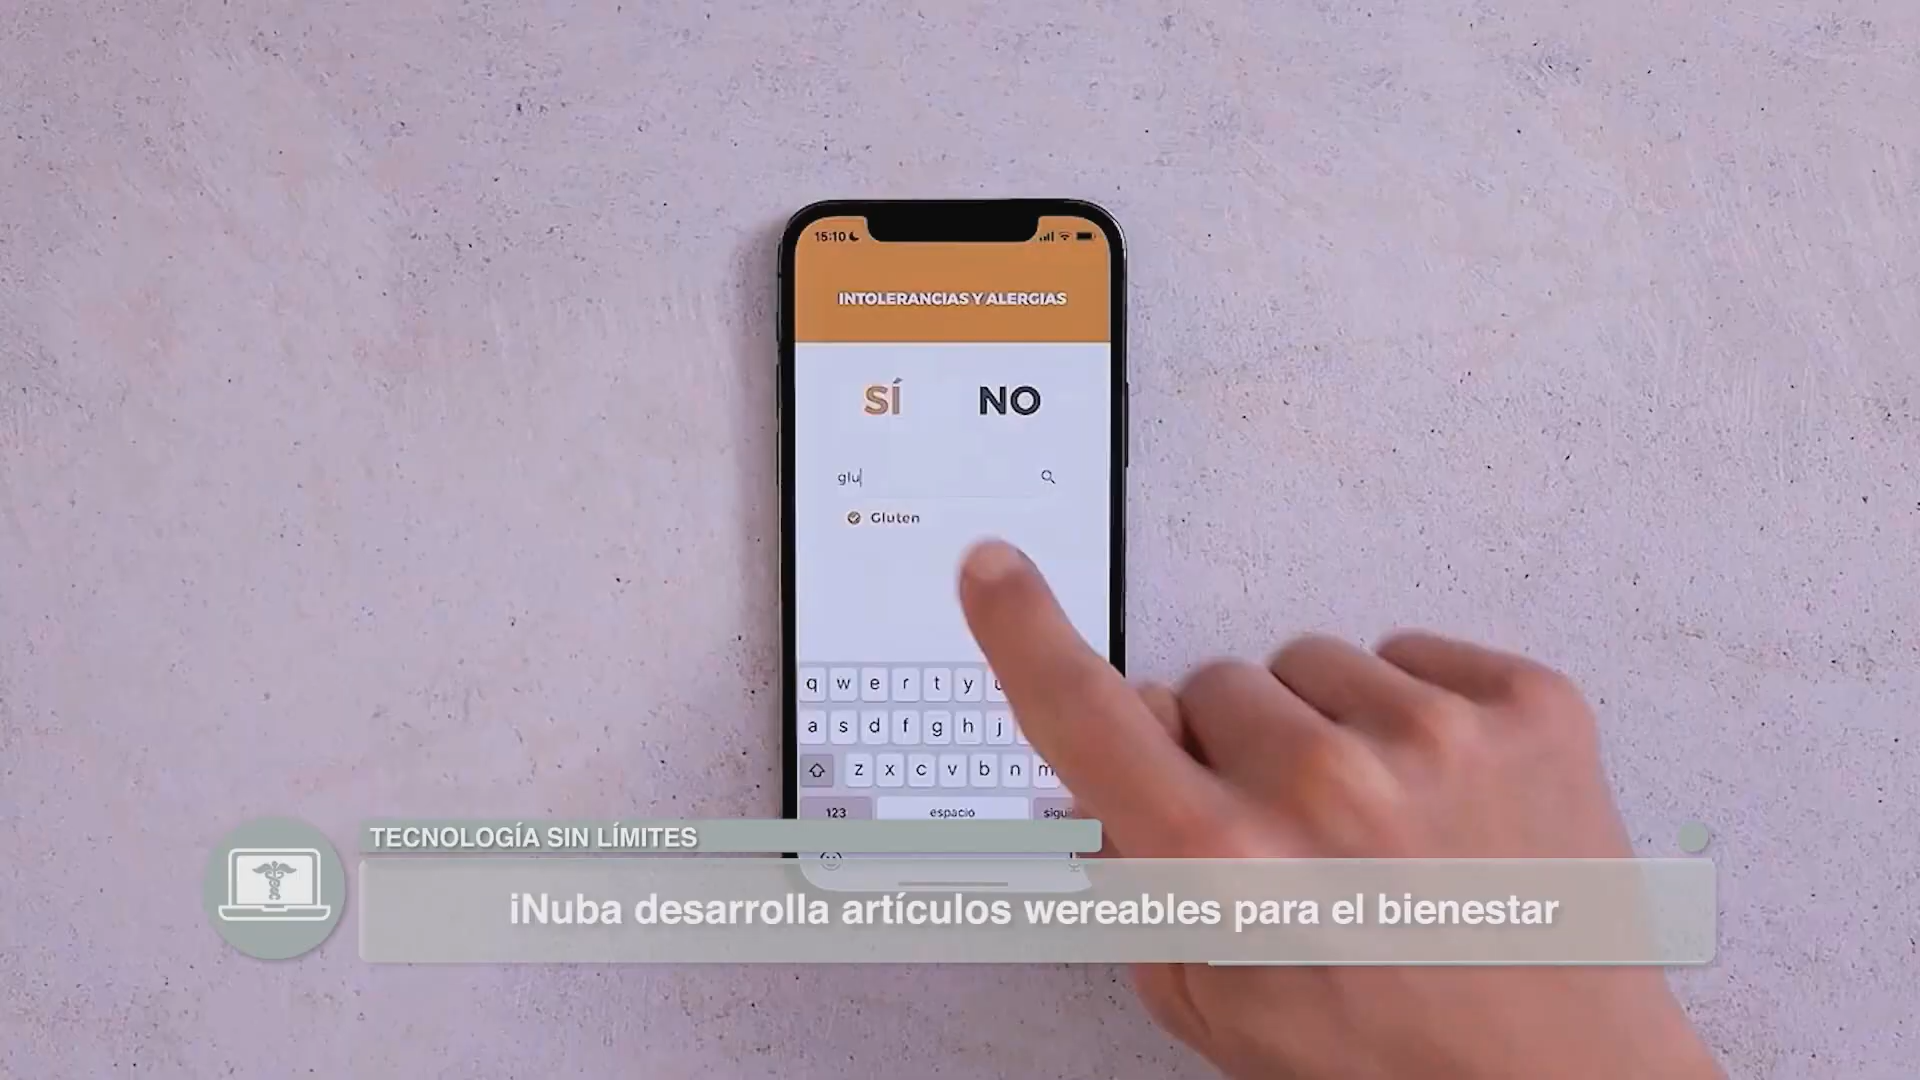 15:10
INTOLERANCIAS Y ALERGIAS
SÍ NO
glu
Gluten
q w e r t y
a s d f g h j
z x c v b n m
123 espacio
TECNOLOGÍA SIN LÍMITES
iNuba desarrolla artículos wereables para el bienestar